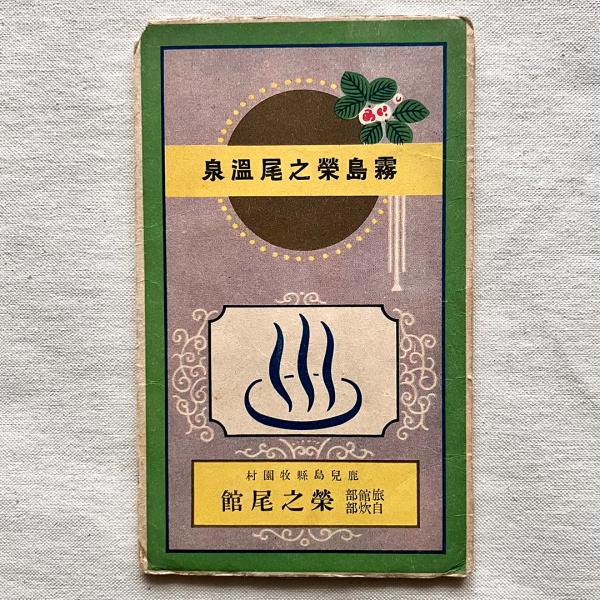 霧島榮之尾溫泉
鹿兒島縣牧園村
旅館部
自炊部
榮之尾館